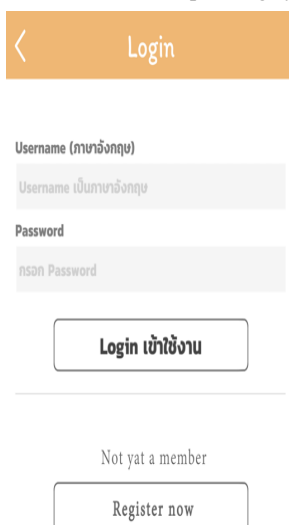 Login
Username (ภาษาอังกฤษ)
Username เป็นภาษาอังกฤษ
Password
กรอก Password
Login เข้าใช้งาน
Not yat a member
Register now